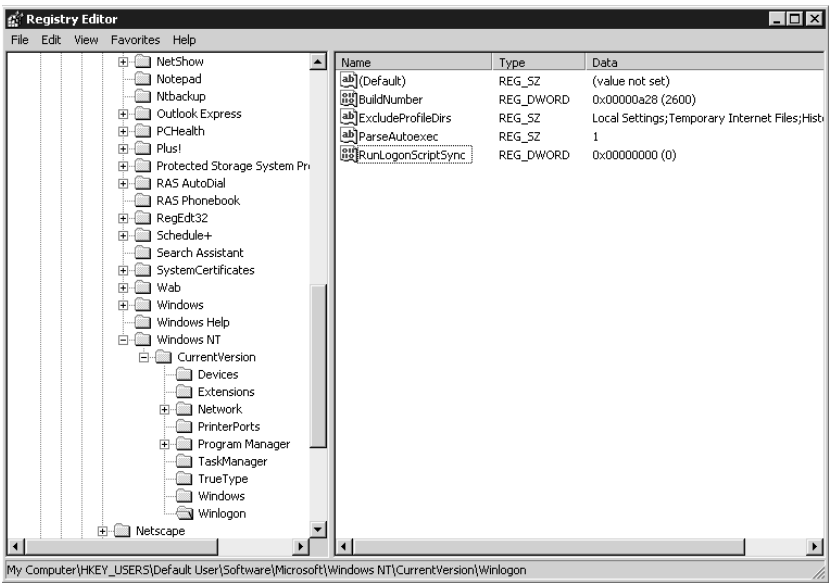 Registry Editor
File Edit View Favorites Help
NetShow
Notepad
Ntbackup
Outlook Express
PCHealth
Plus!
Protected Storage System Pr
RAS AutoDial
RAS Phonebook
RegEdt32
Schedule+
Search Assistant
SystemCertificates
Wab
Windows
Windows Help
Windows NT
CurrentVersion
Devices
Extensions
Network
PrinterPorts
Program Manager
TaskManager
TrueType
Windows
Winlogon
Netscape
Name Type Data
(Default) REG_SZ (value not set)
BuildNumber REG_DWORD 0x00000a28 (2600)
ExcludeProfileDirs REG_SZ Local Settings;Temporary Internet Files;Hist
ParseAutoexec REG_SZ 1
RunLogonScriptSync REG_DWORD 0x00000000 (0)
My Computer\HKEY_USERS\Default User\Software\Microsoft\Windows NT\CurrentVersion\Winlogon